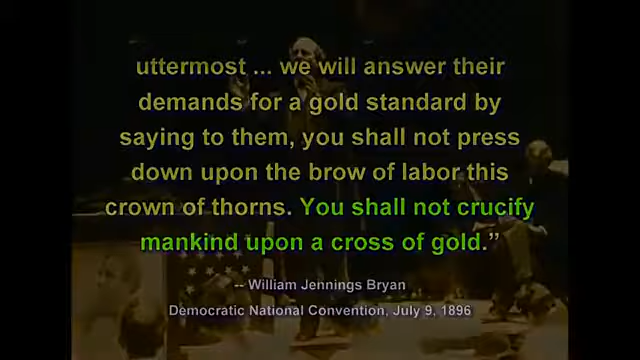 uttermost ... we will answer their
demands for a gold standard by
saying to them, you shall not press
down upon the brow of labor this
crown of thorns. You shall not crucify
mankind upon a cross of gold.”
-- William Jennings Bryan
Democratic National Convention, July 9, 1896